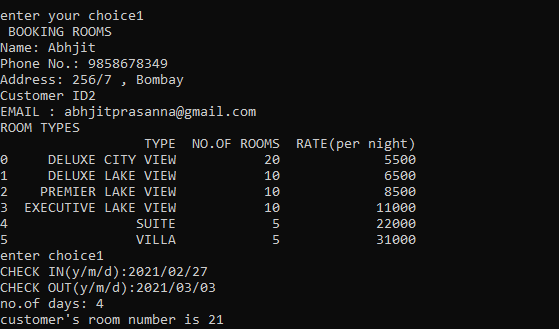 enter your choice1
BOOKING ROOMS
Name: Abhjit
Phone No.: 9858678349
Address: 256/7 , Bombay
Customer ID2
EMAIL : abhjitprasanna@gmail.com
ROOM TYPES
TYPE NO.OF ROOMS RATE(per night)
0 DELUXE CITY VIEW 20 5500
1 DELUXE LAKE VIEW 10 6500
2 PREMIER LAKE VIEW 10 8500
3 EXECUTIVE LAKE VIEW 10 11000
4 SUITE 5 22000
5 VILLA 5 31000
enter choice1
CHECK IN(y/m/d):2021/02/27
CHECK OUT(y/m/d):2021/03/03
no.of days: 4
customer's room number is 21